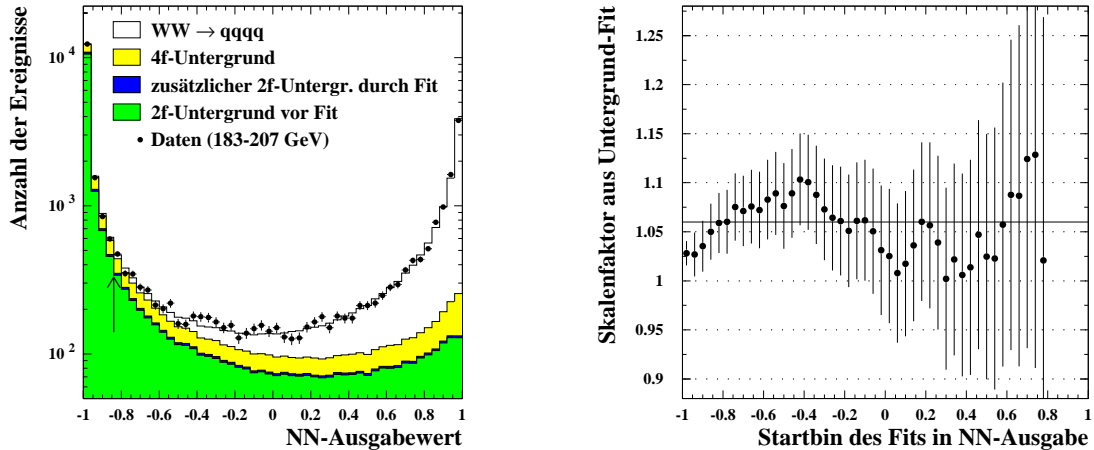 Anzahl der Ereignisse
10^4
10^3
10^2
WW → qqqq
4f-Untergrund
zusätzlicher 2f-Untergr. durch Fit
2f-Untergrund vor Fit
Daten (183-207 GeV)
-1 -0.8 -0.6 -0.4 -0.2 0 0.2 0.4 0.6 0.8 1
NN-Ausgabewert
Skalenfaktor aus Untergrund-Fit
1.25
1.2
1.15
1.1
1.05
1
0.95
0.9
-1 -0.8 -0.6 -0.4 -0.2 0 0.2 0.4 0.6 0.8 1
Startbin des Fits in NN-Ausgabe